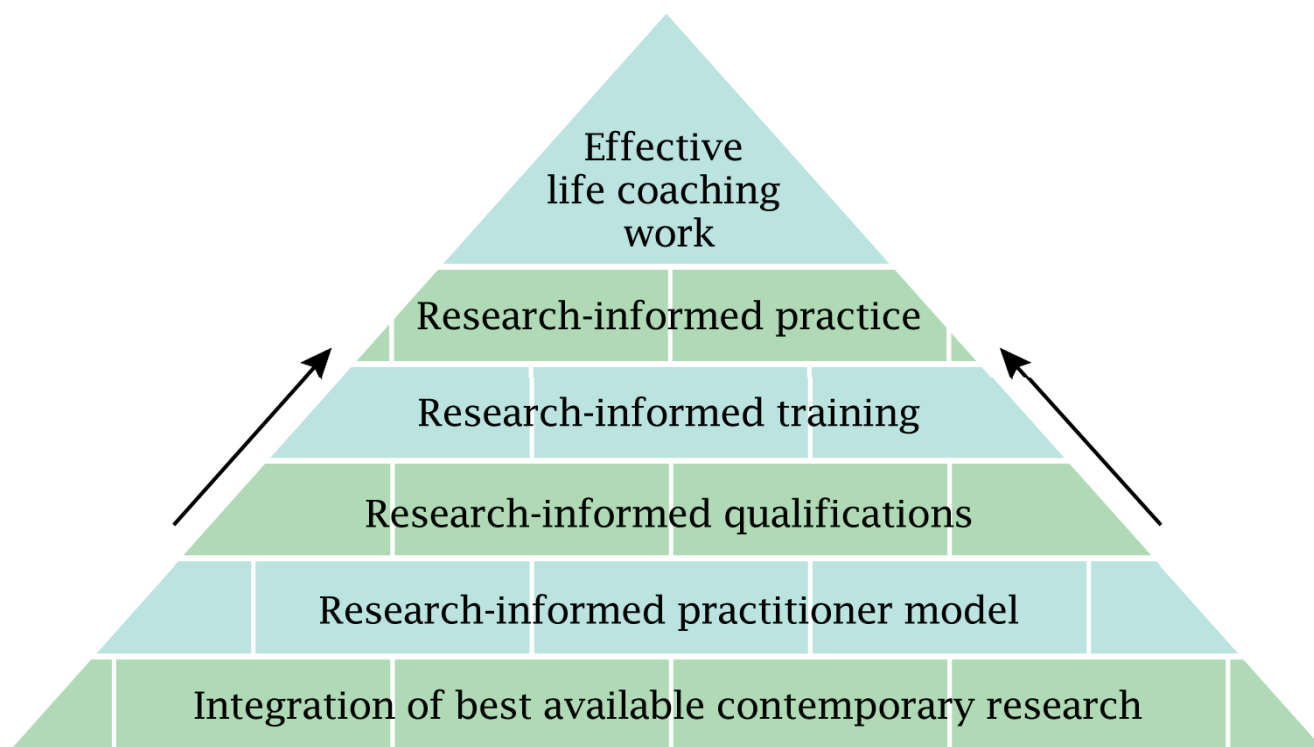 Effective
life coaching
work
Research-informed practice
Research-informed training
Research-informed qualifications
Research-informed practitioner model
Integration of best available contemporary research